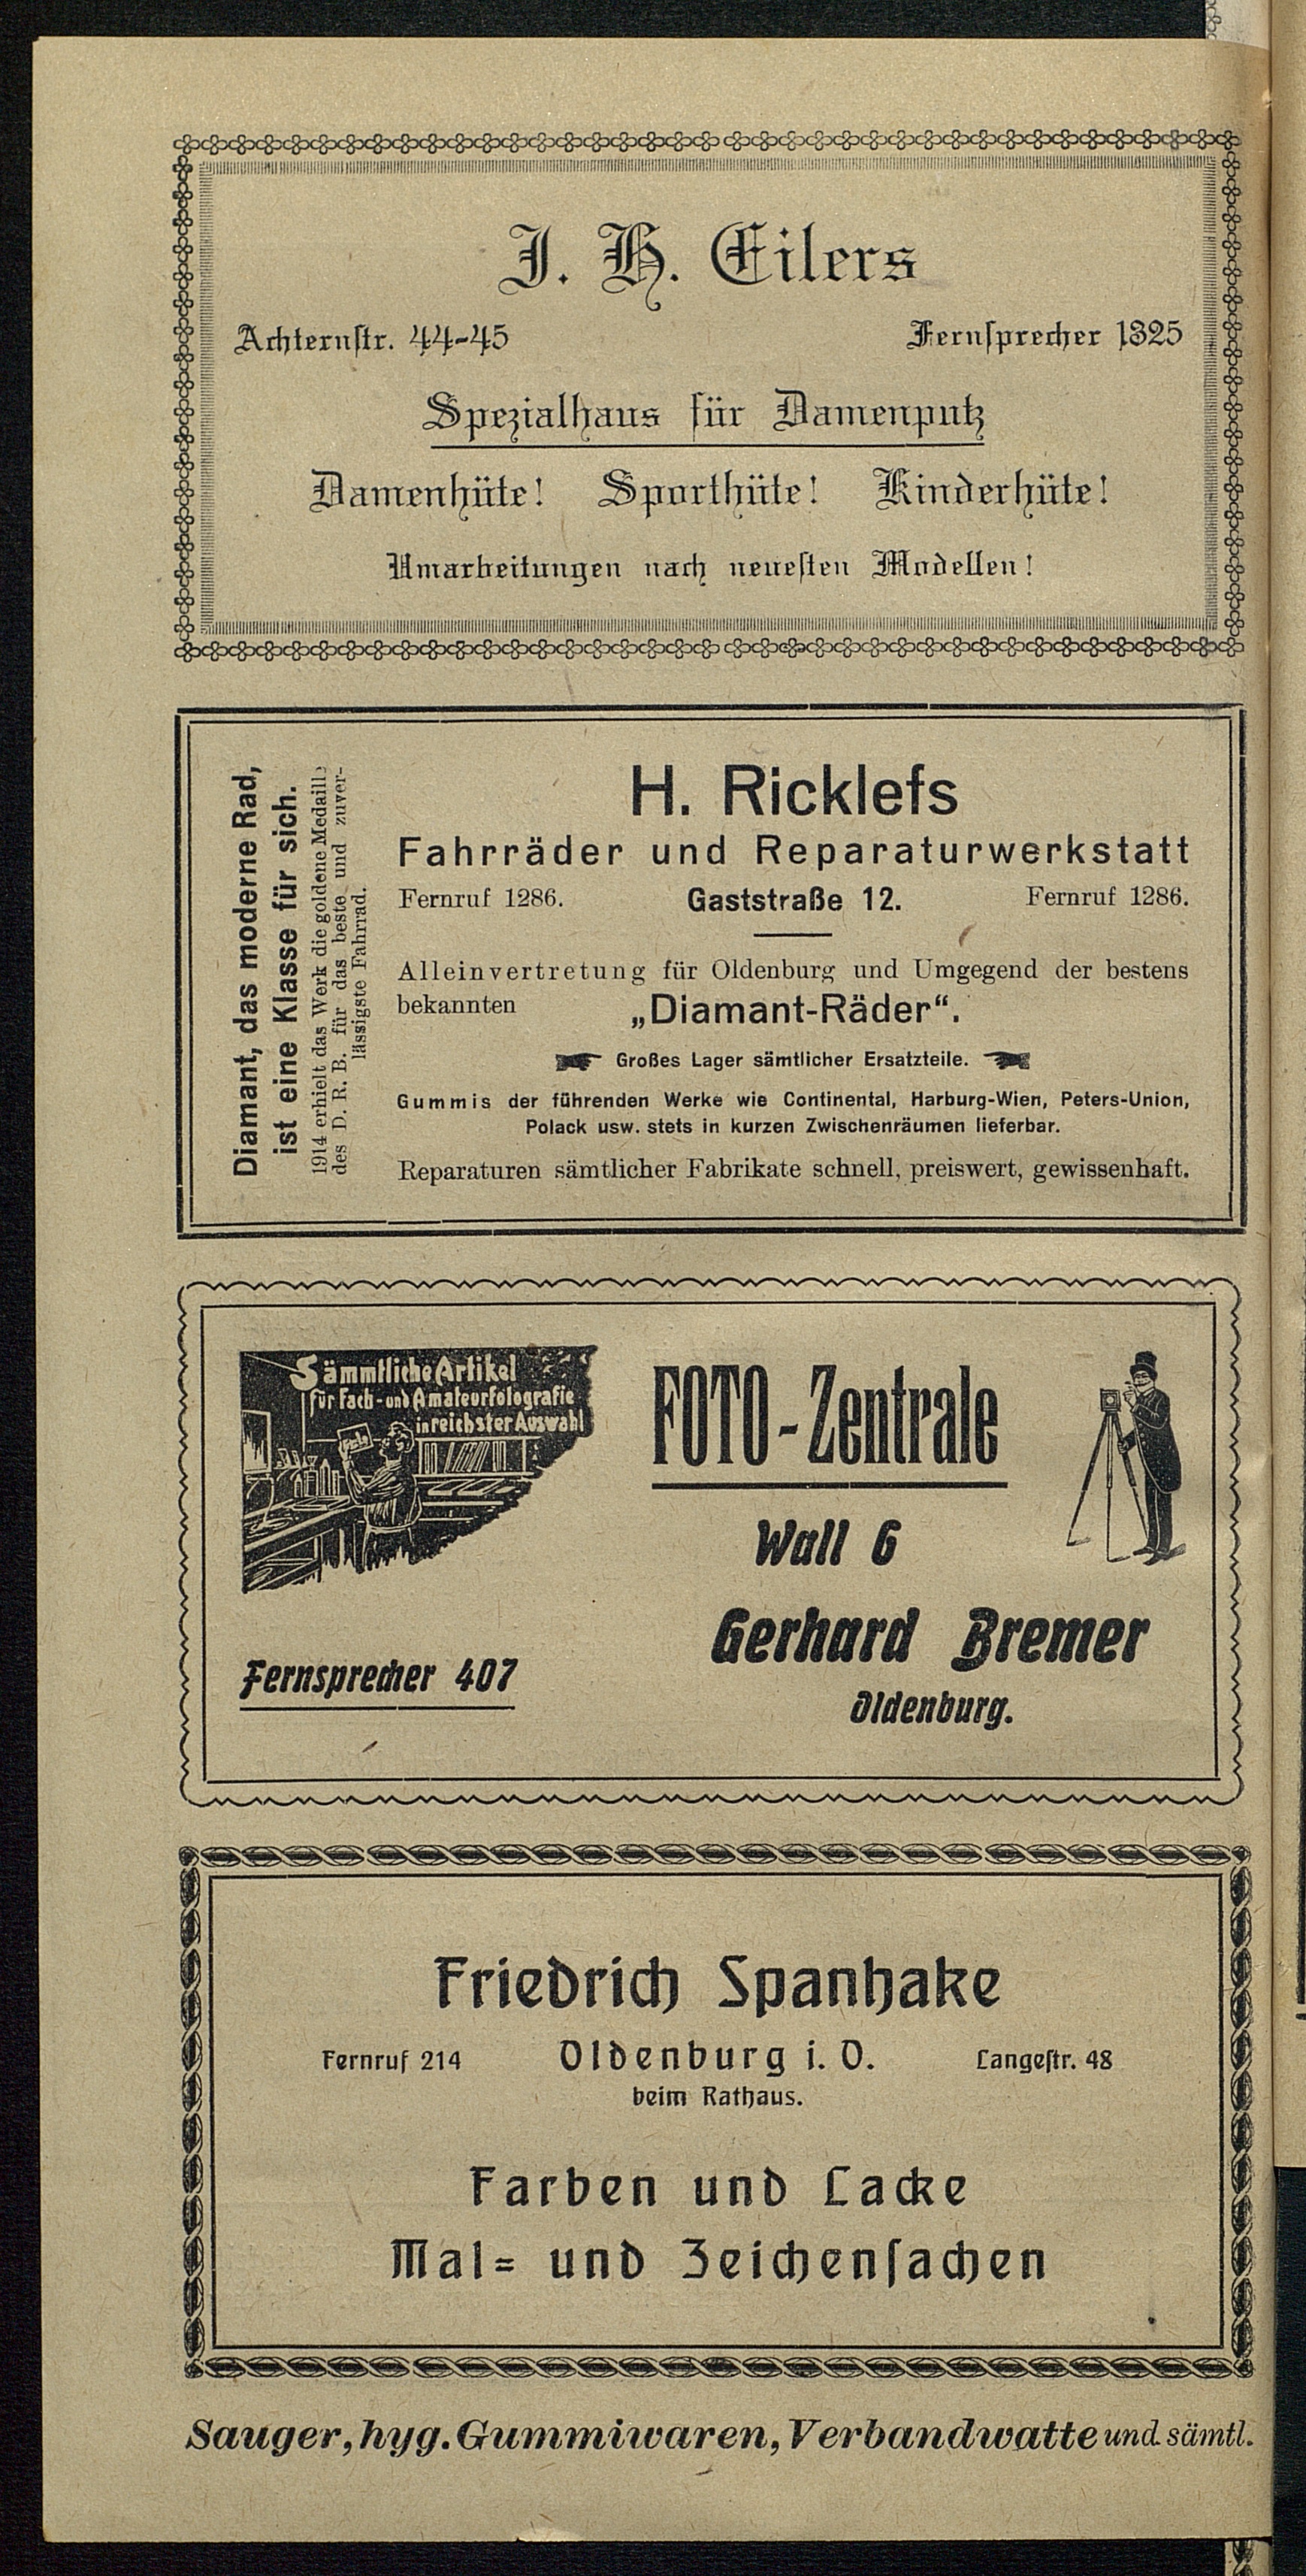 J. H. Eilers
Achternstr. 44-45 Fernsprecher 1325
Spezialhaus für Damenputz
Damenhüte! Sporthüte! Kinderhüte!
Umarbeitungen nach neuesten Modellen!
Diamant, das moderne Rad,
ist eine Klasse für sich.
1914 erhielt das Werk die goldene Medaille
des D. R. B. für das beste und zuver-
lässigste Fahrrad.
H. Ricklefs
Fahrräder und Reparaturwerkstatt
Fernruf 1286. Gaststraße 12. Fernruf 1286.
Alleinvertretung für Oldenburg und Umgegend der bestens
bekannten „Diamant-Räder“.
Großes Lager sämtlicher Ersatzteile.
Gummis der führenden Werke wie Continental, Harburg-Wien, Peters-Union,
Polack usw. stets in kurzen Zwischenräumen lieferbar.
Reparaturen sämtlicher Fabrikate schnell, preiswert, gewissenhaft.
Sämmtliche Artikel
für Fach- und Amateurfotografie
in reichster Auswahl
FOTO-Zentrale
Wall 6
Gerhard Bremer
Fernsprecher 407
Oldenburg.
Friedrich Spanhake
Fernruf 214 Oldenburg i. O. Langestr. 48
beim Rathaus.
Farben und Lacke
Mal- und Zeichensachen
Sauger, hyg. Gummiwaren, Verbandwatte und sämtl.